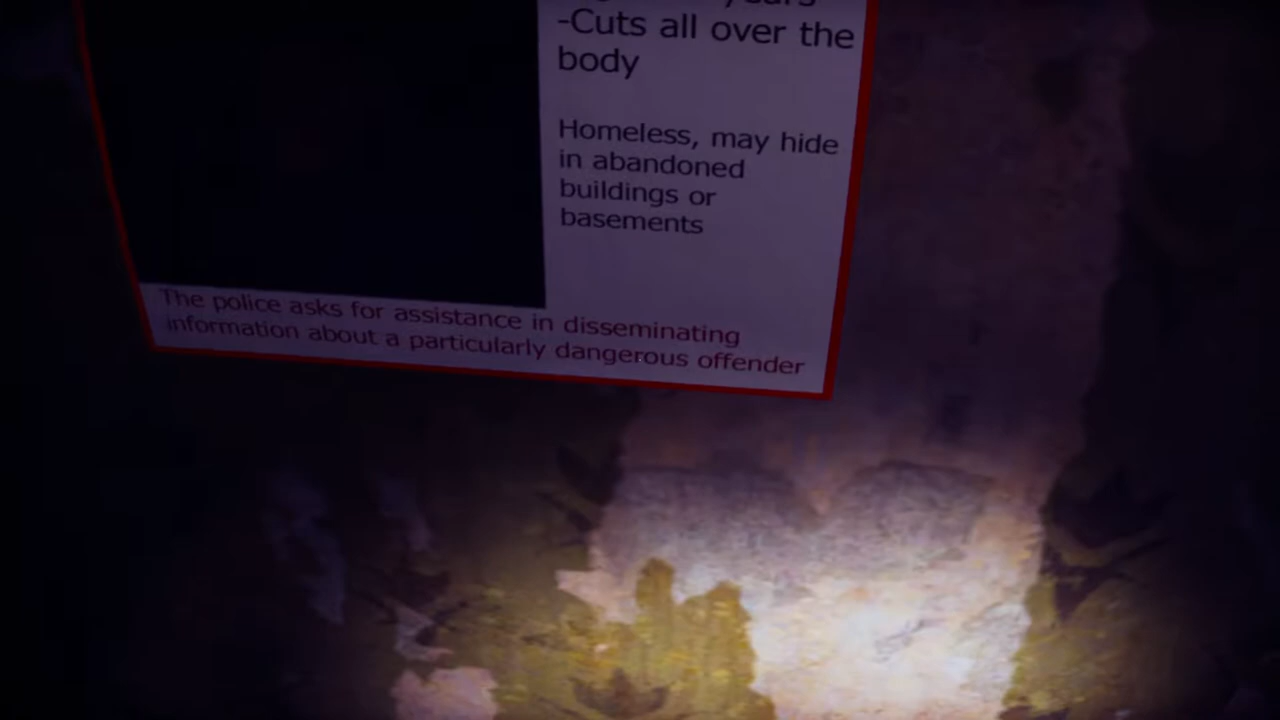 -Cuts all over the
body
Homeless, may hide
in abandoned
buildings or
basements
The police asks for assistance in disseminating
information about a particularly dangerous offender